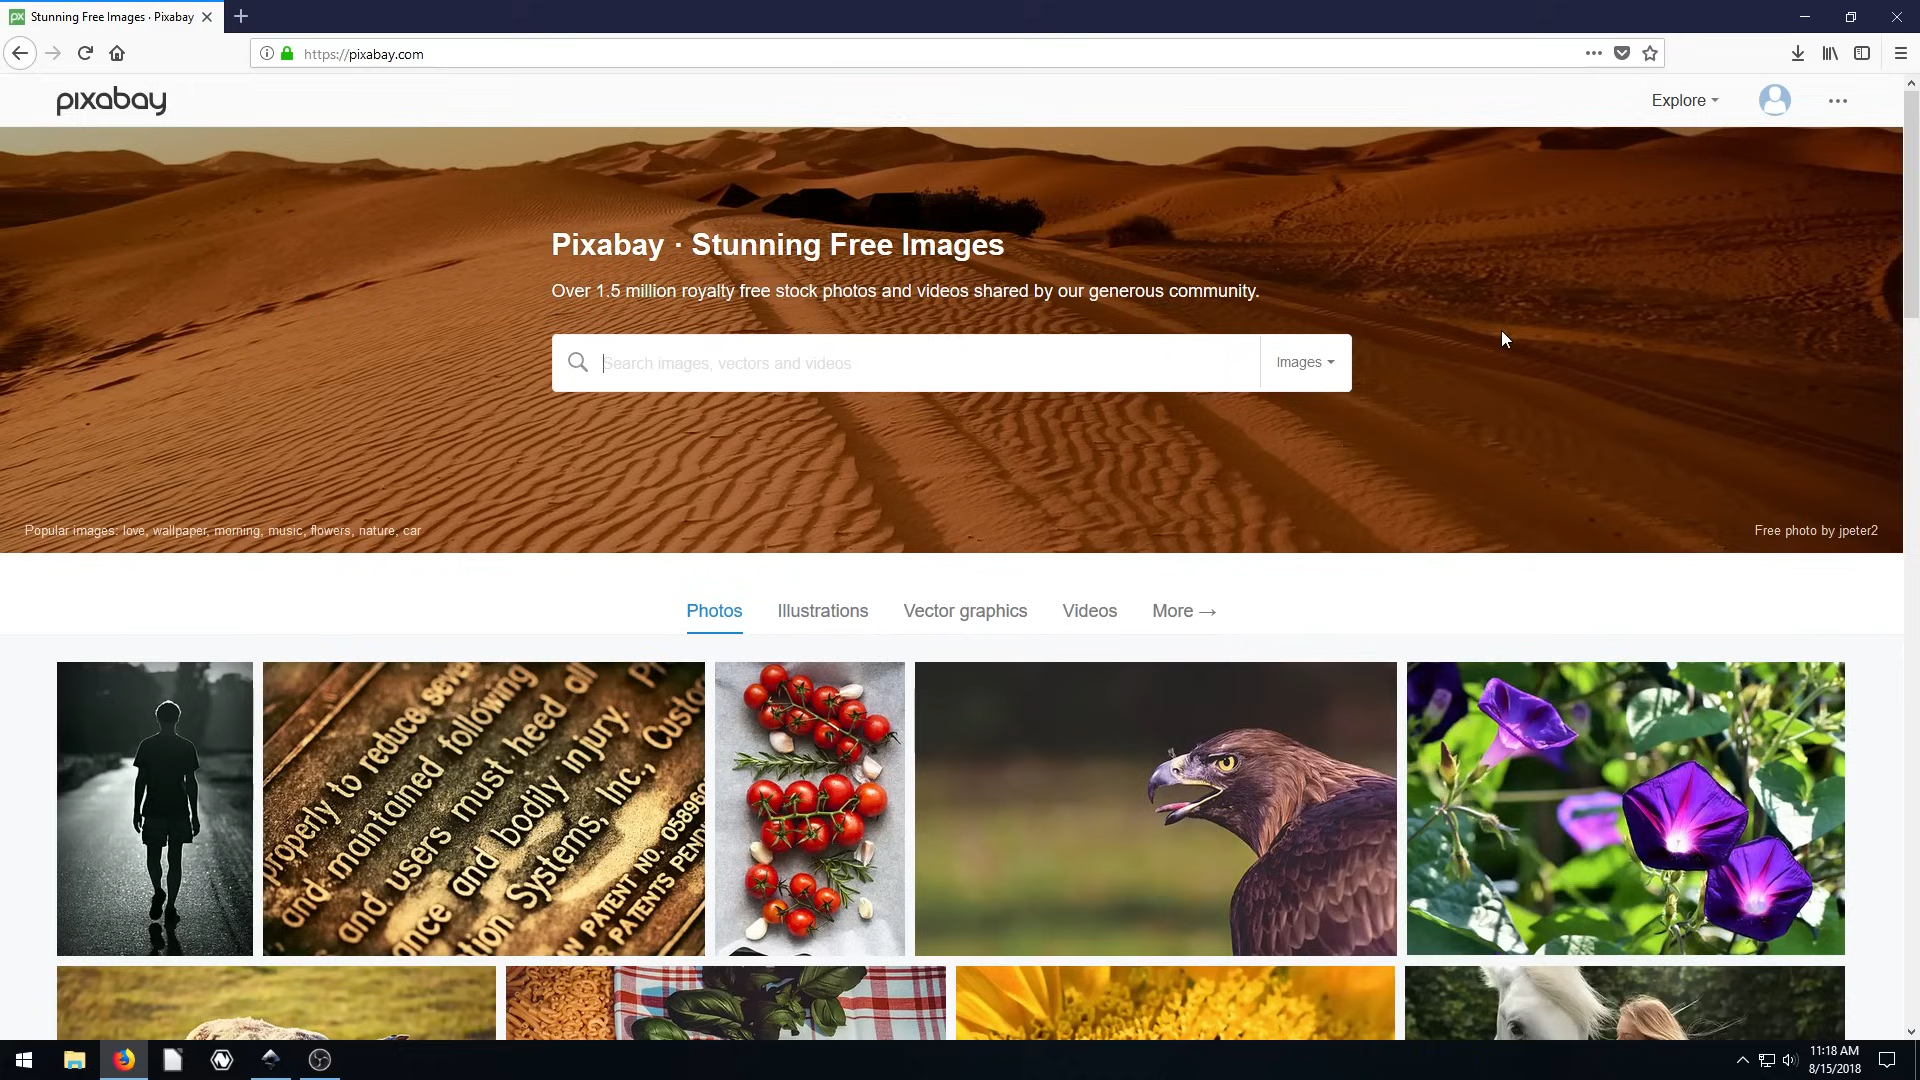 Stunning Free Images · Pixabay
https://pixabay.com
pixabay
Explore
Pixabay · Stunning Free Images
Over 1.5 million royalty free stock photos and videos shared by our generous community.
Search images, vectors and videos
Images
Popular images: love, wallpaper, morning, music, flowers, nature, car
Free photo by jpeter2
Photos
Illustrations
Vector graphics
Videos
More →
properly to reduce
and maintained following
and users must heed all
and bodily injury.
Systems, Inc.,
PATENT NO.
PATENTS
11:18 AM
8/15/2018